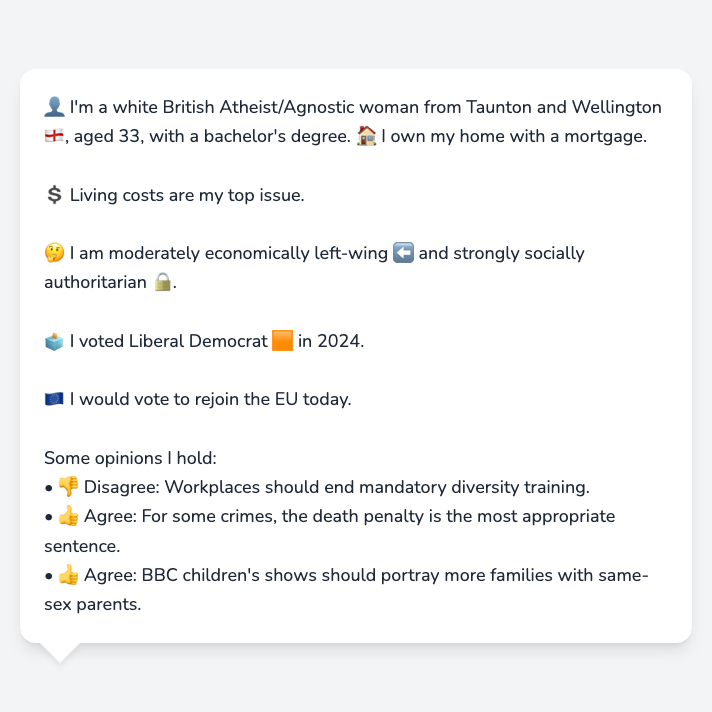 👤 I'm a white British Atheist/Agnostic woman from Taunton and Wellington
🏴󠁧󠁢󠁥󠁮󠁧󠁿, aged 33, with a bachelor's degree. 🏠 I own my home with a mortgage.
💲 Living costs are my top issue.
🤔 I am moderately economically left-wing ⬅️ and strongly socially
authoritarian 🔒.
🗳️ I voted Liberal Democrat 🟧 in 2024.
🇪🇺 I would vote to rejoin the EU today.
Some opinions I hold:
• 👎 Disagree: Workplaces should end mandatory diversity training.
• 👍 Agree: For some crimes, the death penalty is the most appropriate
sentence.
• 👍 Agree: BBC children's shows should portray more families with same-
sex parents.